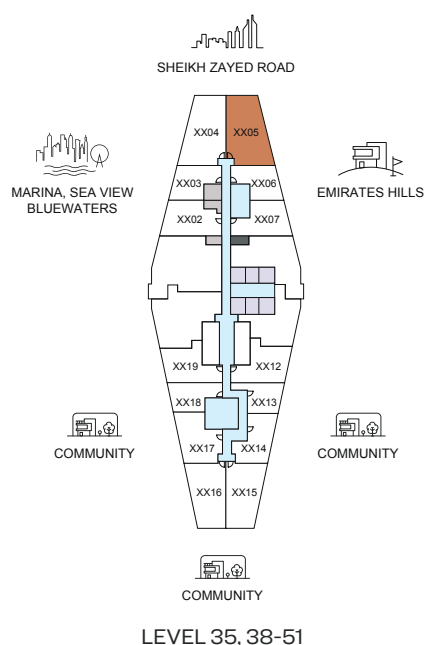 SHEIKH ZAYED ROAD
XX04
XX05
MARINA, SEA VIEW
BLUEWATERS
EMIRATES HILLS
XX03
XX06
XX02
XX07
XX19
XX12
XX18
XX13
XX17
XX14
COMMUNITY
COMMUNITY
XX16
XX15
COMMUNITY
LEVEL 35, 38-51